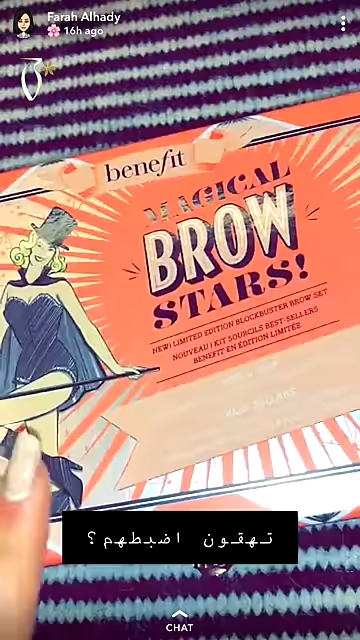 Farah Alhady
🌸 16h ago
benefit
MAGICAL
BROW
STARS!
NEW! LIMITED EDITION BLOCKBUSTER BROW SET
NOUVEAU ! KIT SOURCILS BEST-SELLERS
BENEFIT EN ÉDITION LIMITÉE
تهقون اضبطهم؟
CHAT